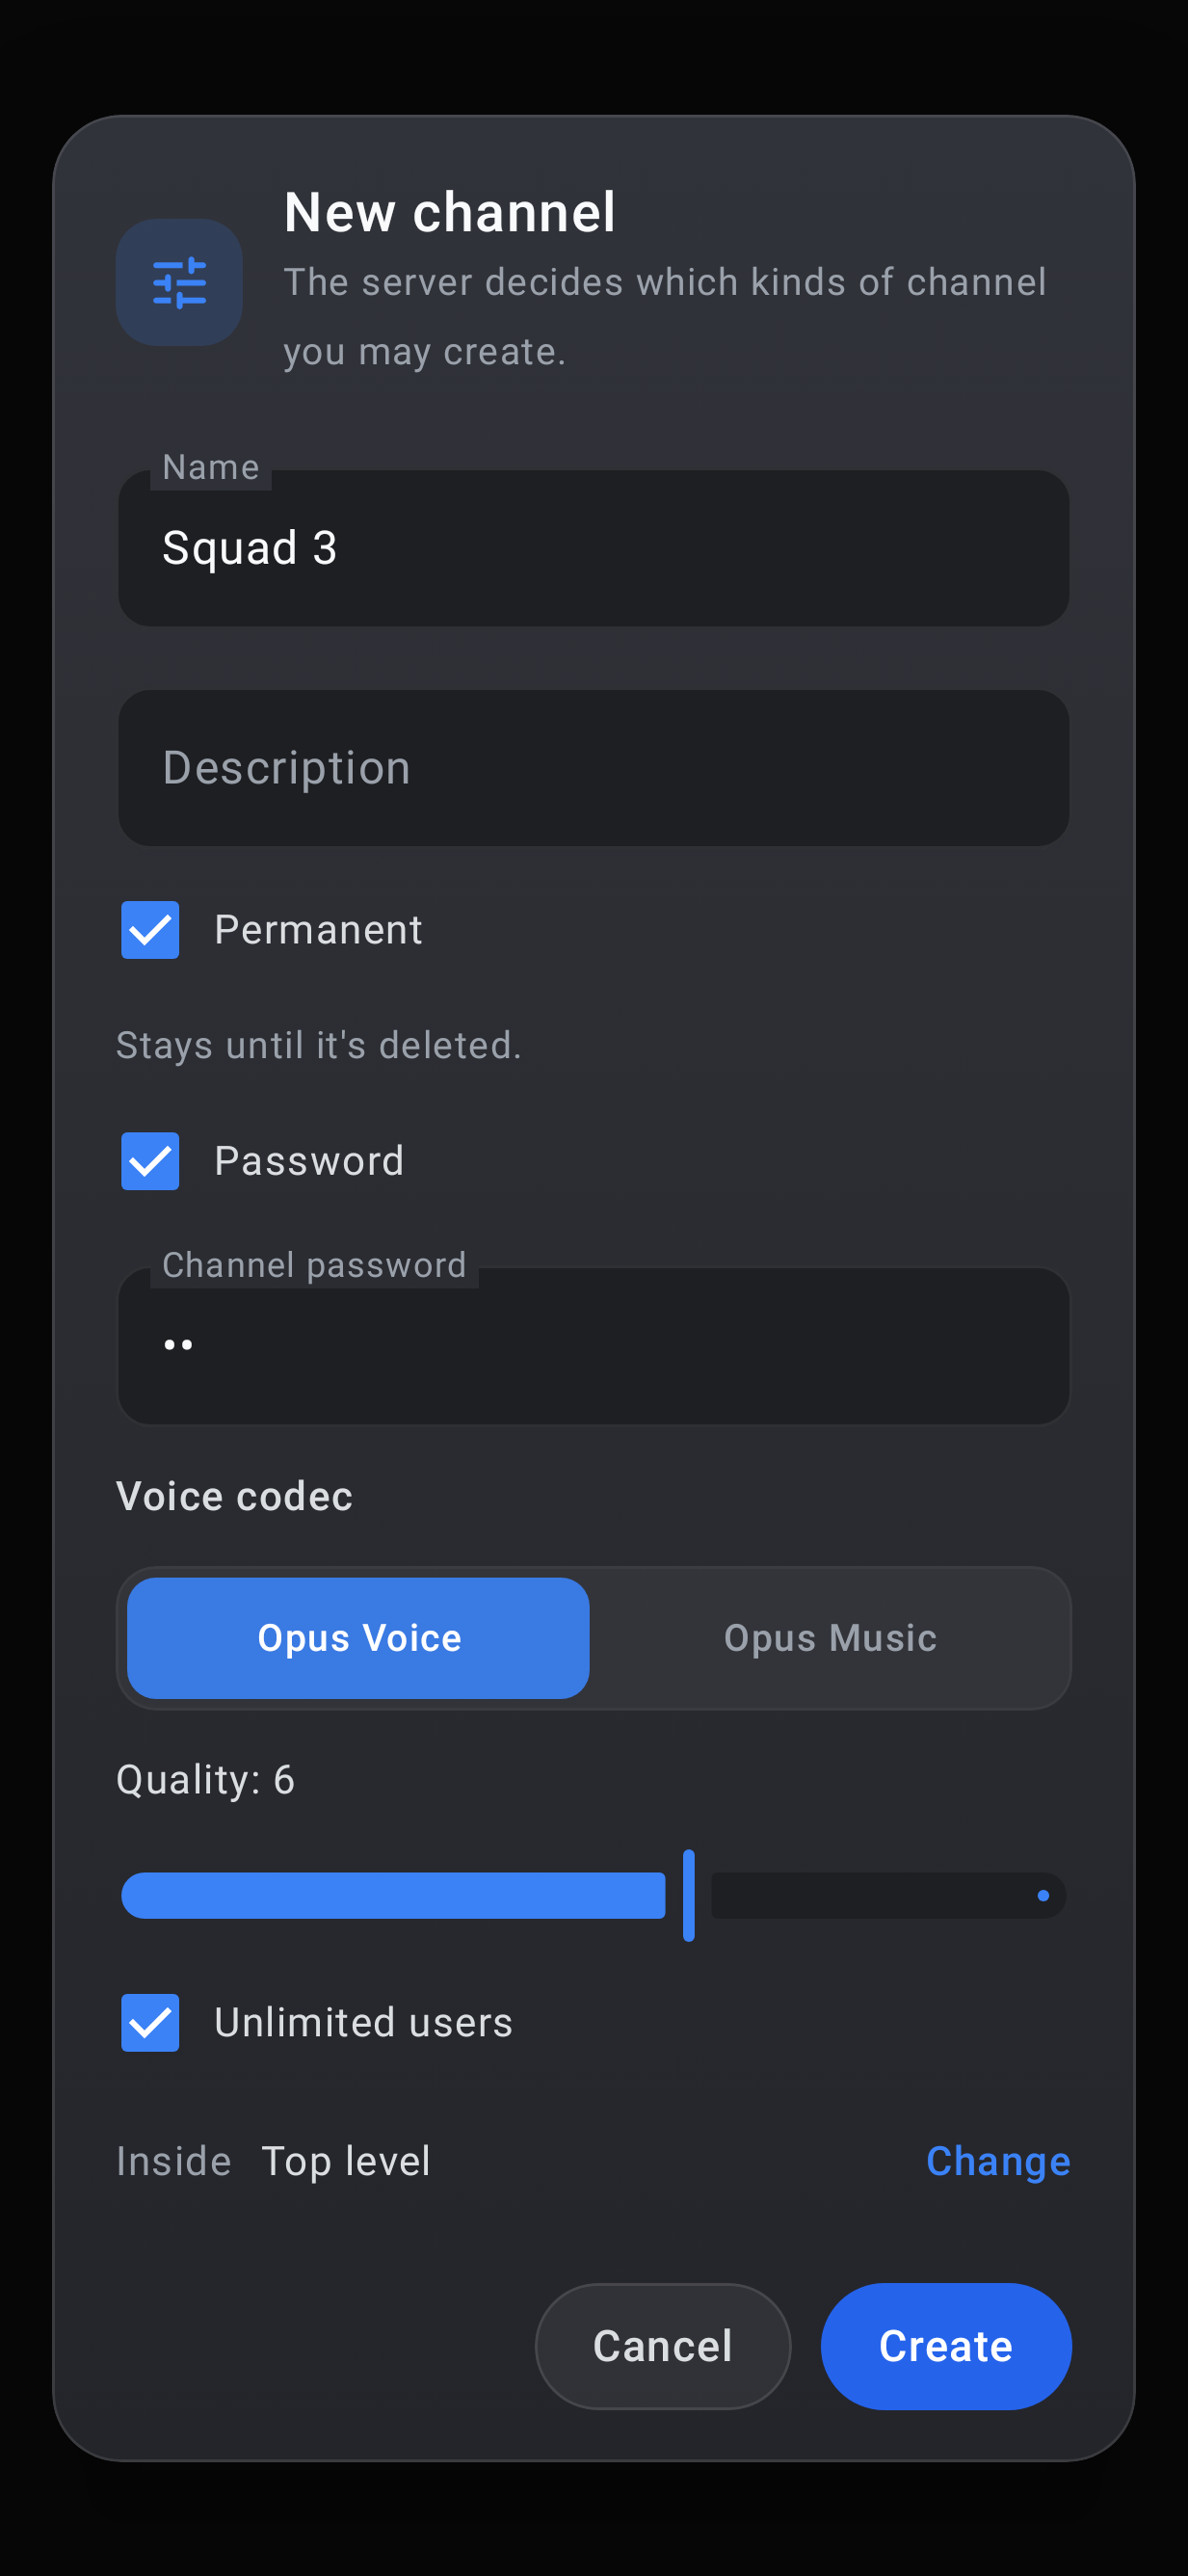 New channel
The server decides which kinds of channel
you may create.
Name
Squad 3
Description
Permanent
Stays until it's deleted.
Password
Channel password
••
Voice codec
Opus Voice
Opus Music
Quality: 6
Unlimited users
Inside Top level
Change
Cancel
Create